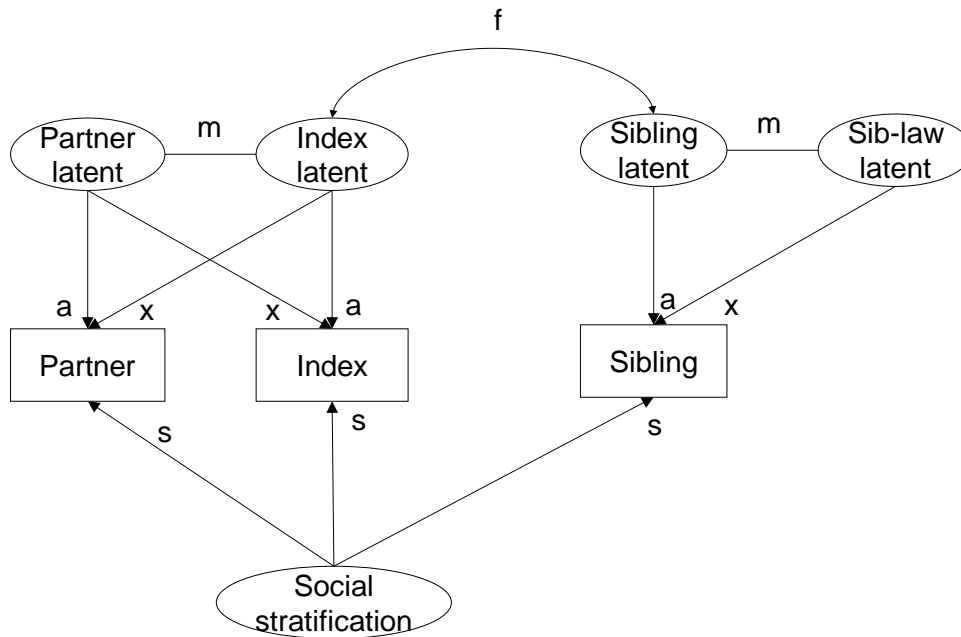 f
m
m
Partner
latent
Index
latent
Sibling
latent
Sib-law
latent
a
x
x
a
a
x
Partner
Index
Sibling
s
s
s
Social
stratification